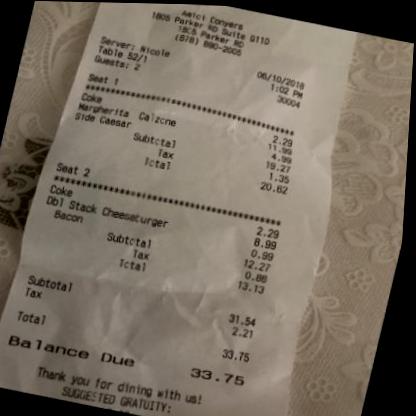 Amici Conyers
1805 Parker RD Suite G110
1805 Parker RD
(678) 890-2005
Server: Nicole
06/10/2018
Table 52/1
1:02 PM
Guests: 2
30004
Seat 1
Coke 2.29
Margherita Calzone 11.99
Side Caesar 4.99
Subtotal 19.27
Tax 1.35
Total 20.62
Seat 2
Coke 2.29
Dbl Stack Cheeseburger 8.99
Bacon 0.99
Subtotal 12.27
Tax 0.86
Total 13.13
Subtotal 31.54
Tax 2.21
Total 33.75
Balance Due 33.75
Thank you for dining with us!
SUGGESTED GRATUITY: